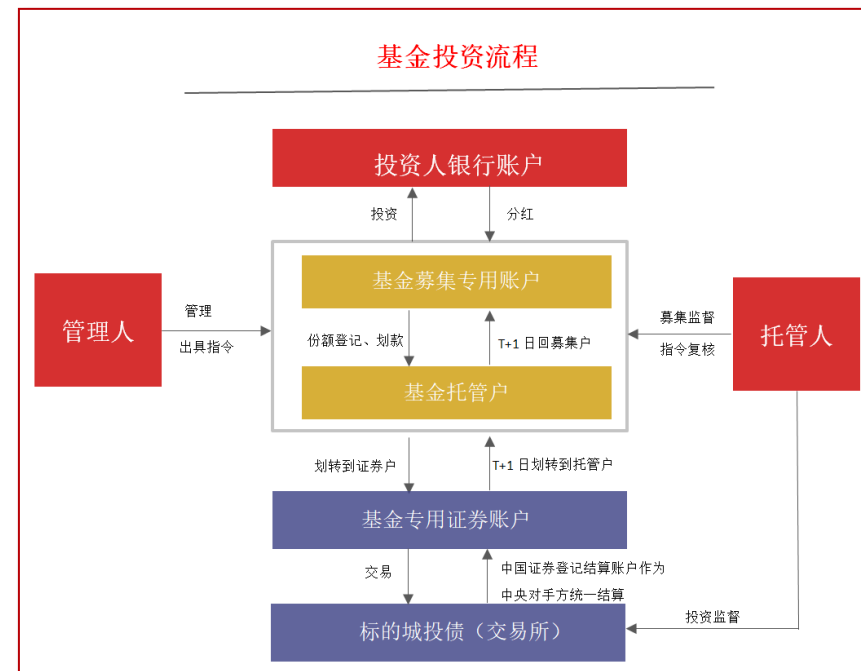 基金投资流程
投资人银行账户
投资
分红
基金募集专用账户
管理人
管理
出具指令
募集监督
指令复核
托管人
份额登记、划款
T+1 日回募集户
基金托管户
划转到证券户
T+1 日划转到托管户
基金专用证券账户
交易
中国证券登记结算账户作为
中央对手方统一结算
标的城投债（交易所）
投资监督